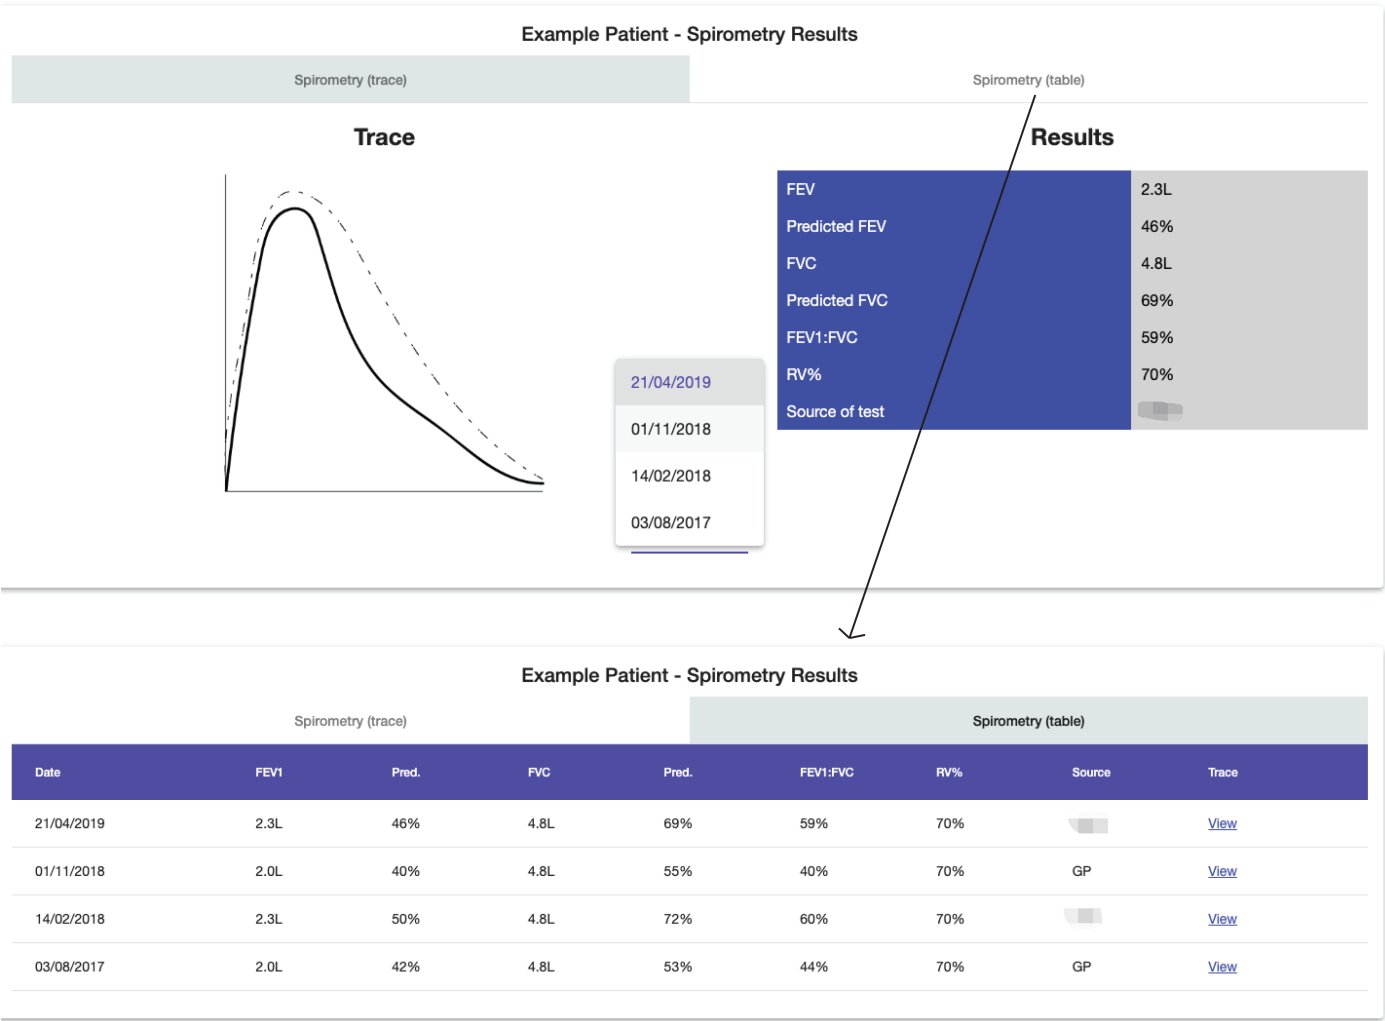 Example Patient - Spirometry Results
Spirometry (trace) Spirometry (table)
Trace
Results
FEV 2.3L
Predicted FEV 46%
FVC 4.8L
Predicted FVC 69%
FEV1:FVC 59%
RV% 70%
Source of test
21/04/2019
01/11/2018
14/02/2018
03/08/2017
Example Patient - Spirometry Results
Spirometry (trace) Spirometry (table)
Date FEV1 Pred. FVC Pred. FEV1:FVC RV% Source Trace
21/04/2019 2.3L 46% 4.8L 69% 59% 70% View
01/11/2018 2.0L 40% 4.8L 55% 40% 70% GP View
14/02/2018 2.3L 50% 4.8L 72% 60% 70% View
03/08/2017 2.0L 42% 4.8L 53% 44% 70% GP View